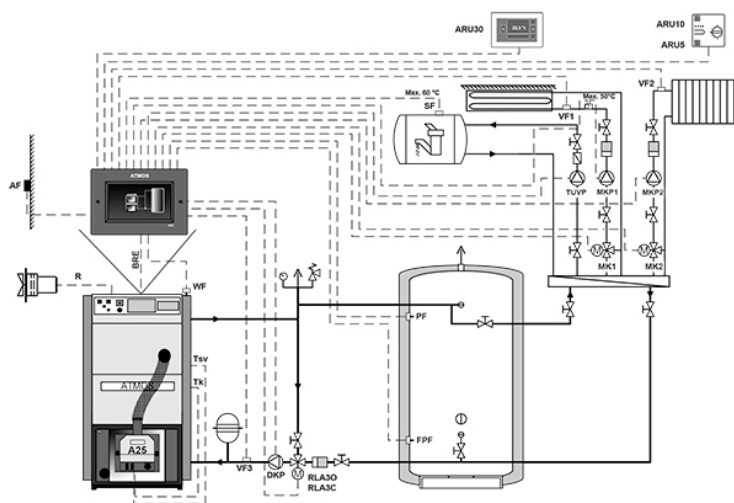 ARU30
ARU10
ARU5
Max. 60 °C
SF
VF1
Max. 50°C
VF2
ATMOS
AF
TUVP
MKP1
MKP2
M
MK1
M
MK2
BRE
R
WF
PF
Tsv
Tk
ATMOS
A25
FPF
VF3
DKP
M
RLA3O
RLA3C